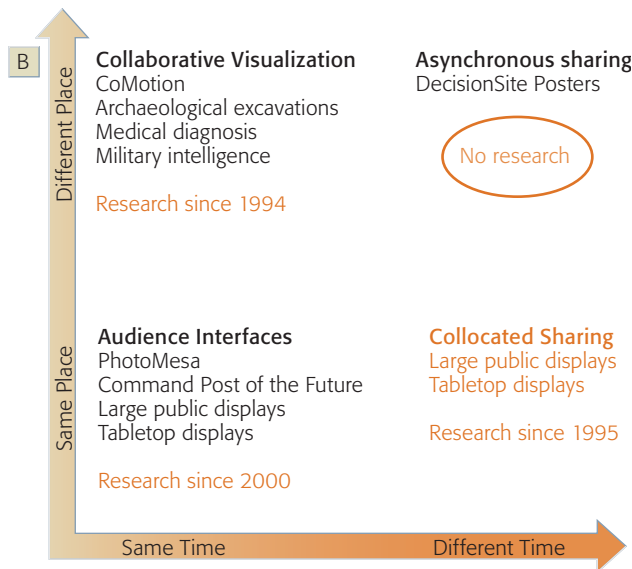 B
Different Place
Collaborative Visualization
CoMotion
Archaeological excavations
Medical diagnosis
Military intelligence
Research since 1994
Asynchronous sharing
DecisionSite Posters
No research
Same Place
Audience Interfaces
PhotoMesa
Command Post of the Future
Large public displays
Tabletop displays
Research since 2000
Collocated Sharing
Large public displays
Tabletop displays
Research since 1995
Same Time
Different Time